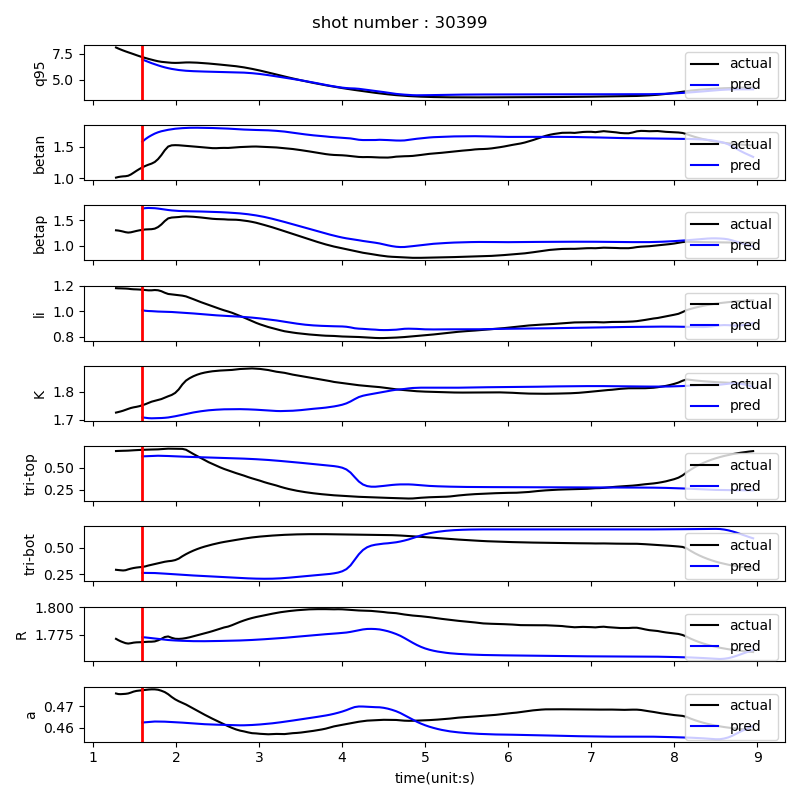 shot number : 30399
7.5
5.0
q95
actual
pred
1.5
1.0
betan
actual
pred
1.5
1.0
betap
actual
pred
1.2
1.0
0.8
li
actual
pred
1.8
1.7
K
actual
pred
0.50
0.25
tri-top
actual
pred
0.50
0.25
tri-bot
actual
pred
1.800
1.775
R
actual
pred
0.47
0.46
a
actual
pred
1 2 3 4 5 6 7 8 9
time(unit:s)